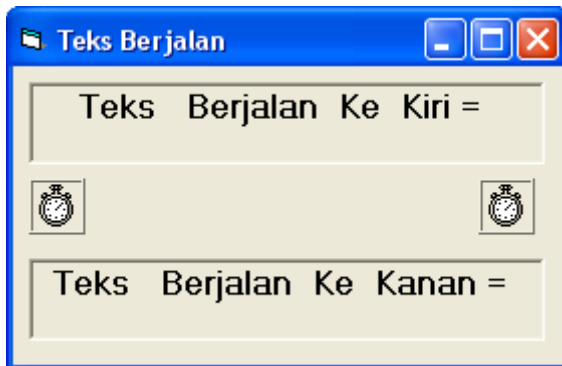 Teks Berjalan
Teks Berjalan Ke Kiri =
Teks Berjalan Ke Kanan =